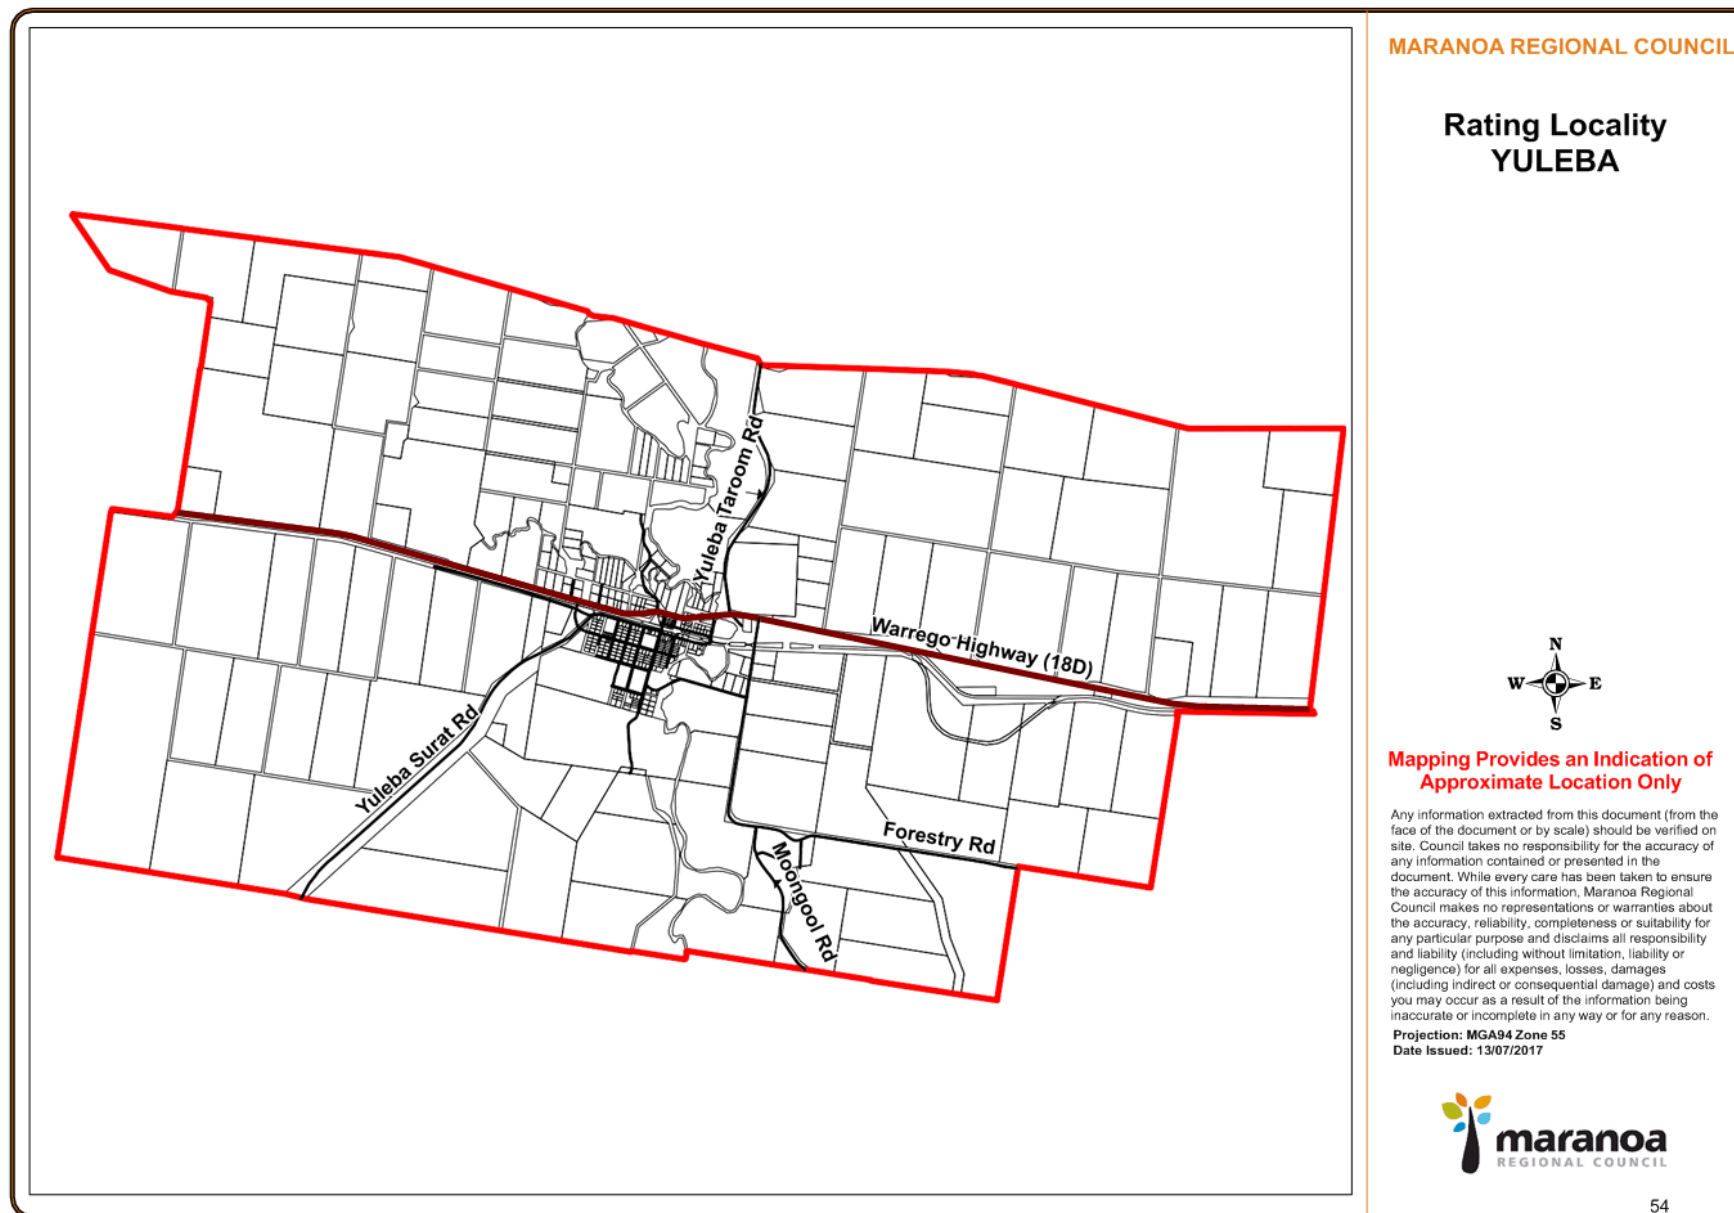 MARANOA REGIONAL COUNCIL
Rating Locality
YULEBA
Yuleba Taroom Rd
Warrego Highway (18D)
Yuleba Surat Rd
Forestry Rd
Moongool Rd
N
W
E
S
Mapping Provides an Indication of
Approximate Location Only
Any information extracted from this document (from the
face of the document or by scale) should be verified on
site. Council takes no responsibility for the accuracy of
any information contained or presented in the
document. While every care has been taken to ensure
the accuracy of this information, Maranoa Regional
Council makes no representations or warranties about
the accuracy, reliability, completeness or suitability for
any particular purpose and disclaims all responsibility
and liability (including without limitation, liability or
negligence) for all expenses, losses, damages
(including indirect or consequential damage) and costs
you may occur as a result of the information being
inaccurate or incomplete in any way or for any reason.
Projection: MGA94 Zone 55
Date Issued: 13/07/2017
maranoa
REGIONAL COUNCIL
54